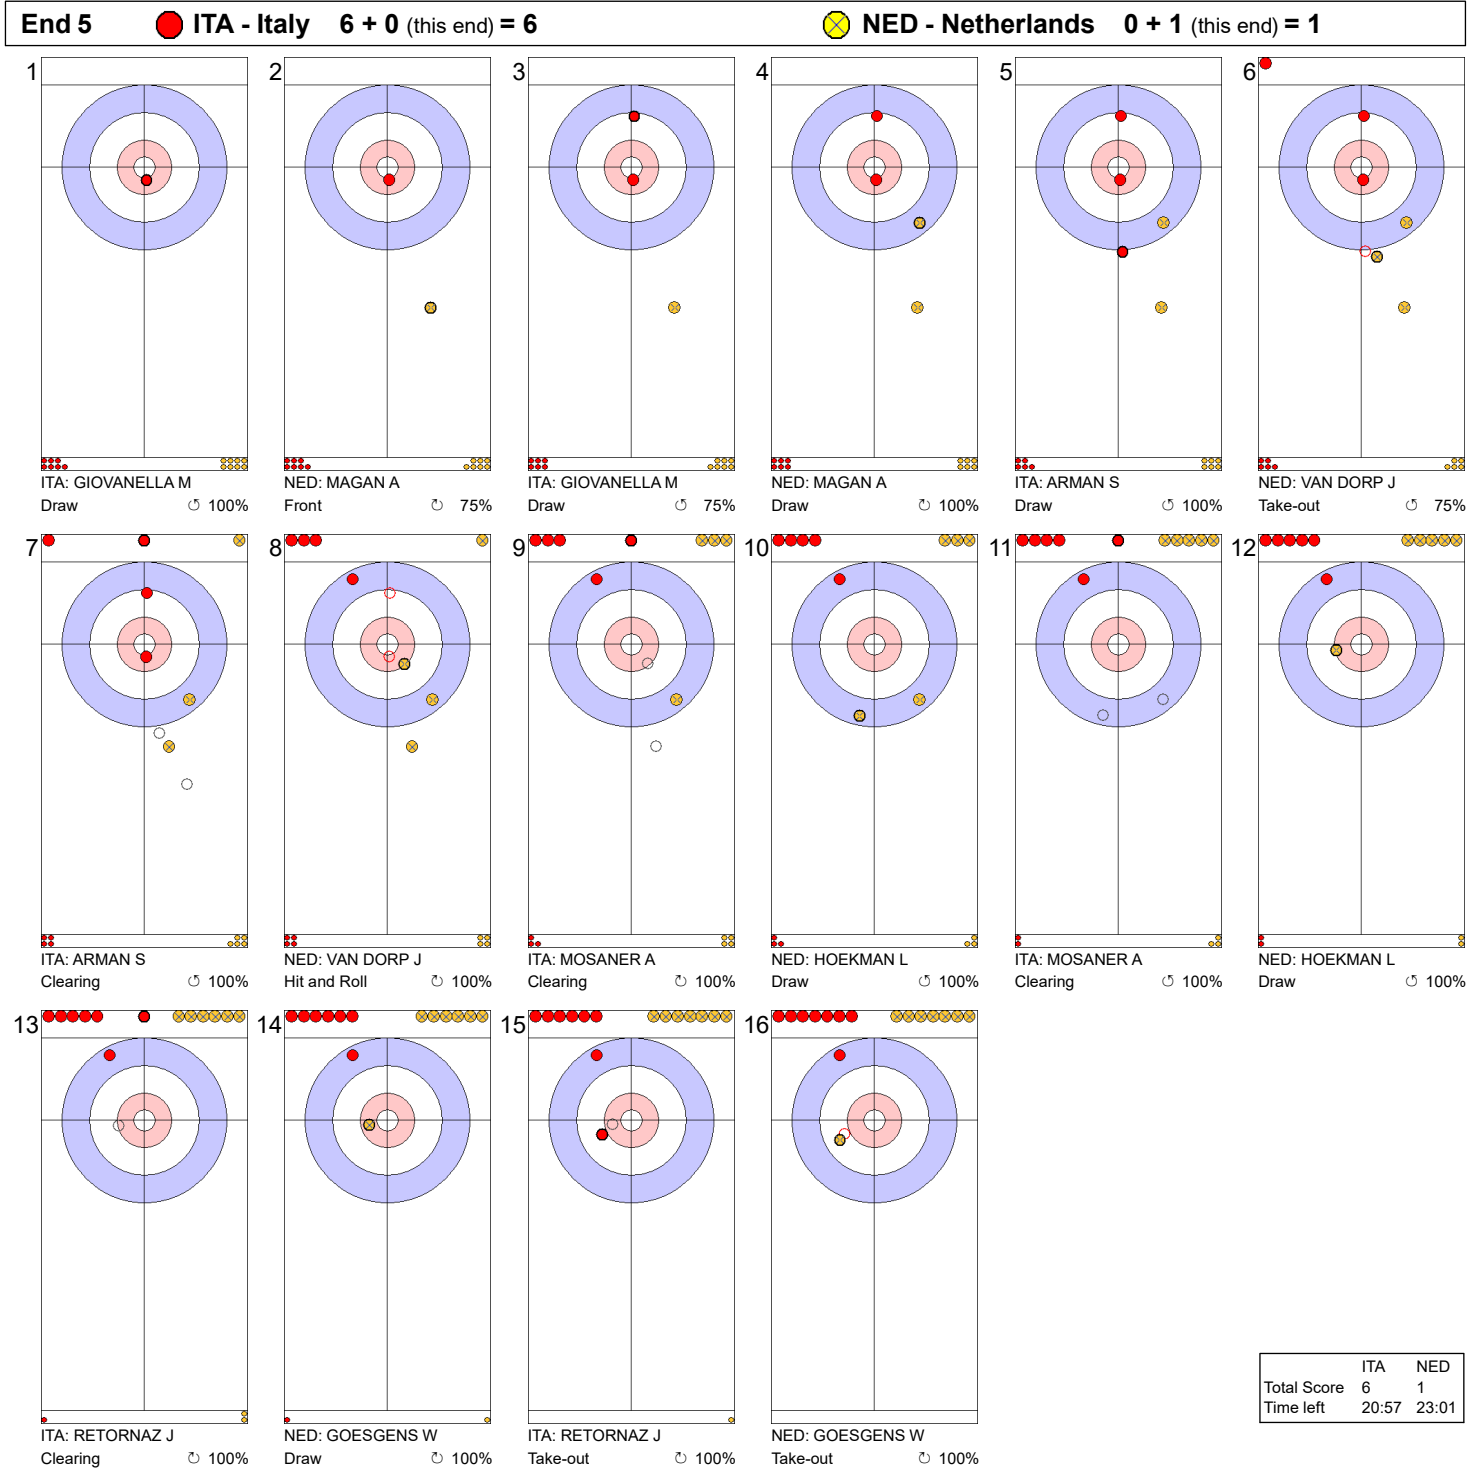 End 5 ITA - Italy 6 + 0 (this end) = 6 NED - Netherlands 0 + 1 (this end) = 1
1 2 3 4 5 6
ITA: GIOVANELLA M NED: MAGAN A ITA: GIOVANELLA M NED: MAGAN A ITA: ARMAN S NED: VAN DORP J
Draw ↺ 100% Front ↻ 75% Draw ↺ 75% Draw ↻ 100% Draw ↺ 100% Take-out ↺ 75%
7 8 9 10 11 12
ITA: ARMAN S NED: VAN DORP J ITA: MOSANER A NED: HOEKMAN L ITA: MOSANER A NED: HOEKMAN L
Clearing ↺ 100% Hit and Roll ↺ 100% Clearing ↻ 100% Draw ↺ 100% Clearing ↺ 100% Draw ↻ 100%
13 14 15 16
ITA: RETORNAZ J NED: GOESGENS W ITA: RETORNAZ J NED: GOESGENS W
Clearing ↻ 100% Draw ↻ 100% Take-out ↻ 100% Take-out ↻ 100%
ITA NED
Total Score 6 1
Time left 20:57 23:01